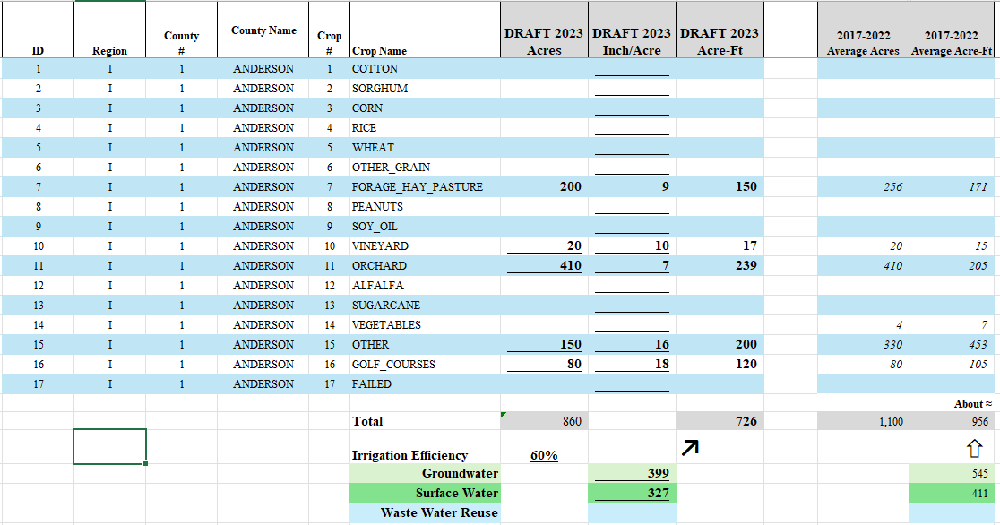 ID Region County # County Name Crop # Crop Name DRAFT 2023 Acres DRAFT 2023 Inch/Acre DRAFT 2023 Acre-Ft 2017-2022 Average Acres 2017-2022 Average Acre-Ft
1 I 1 ANDERSON 1 COTTON
2 I 1 ANDERSON 2 SORGHUM
3 I 1 ANDERSON 3 CORN
4 I 1 ANDERSON 4 RICE
5 I 1 ANDERSON 5 WHEAT
6 I 1 ANDERSON 6 OTHER_GRAIN
7 I 1 ANDERSON 7 FORAGE_HAY_PASTURE 200 9 150 256 171
8 I 1 ANDERSON 8 PEANUTS
9 I 1 ANDERSON 9 SOY_OIL
10 I 1 ANDERSON 10 VINEYARD 20 10 17 20 15
11 I 1 ANDERSON 11 ORCHARD 410 7 239 410 205
12 I 1 ANDERSON 12 ALFALFA
13 I 1 ANDERSON 13 SUGARCANE
14 I 1 ANDERSON 14 VEGETABLES 4 7
15 I 1 ANDERSON 15 OTHER 150 16 200 330 453
16 I 1 ANDERSON 16 GOLF_COURSES 80 18 120 80 105
17 I 1 ANDERSON 17 FAILED
About ≈
Total 860 726 1,100 956
Irrigation Efficiency 60%
Groundwater 399 545
Surface Water 327 411
Waste Water Reuse